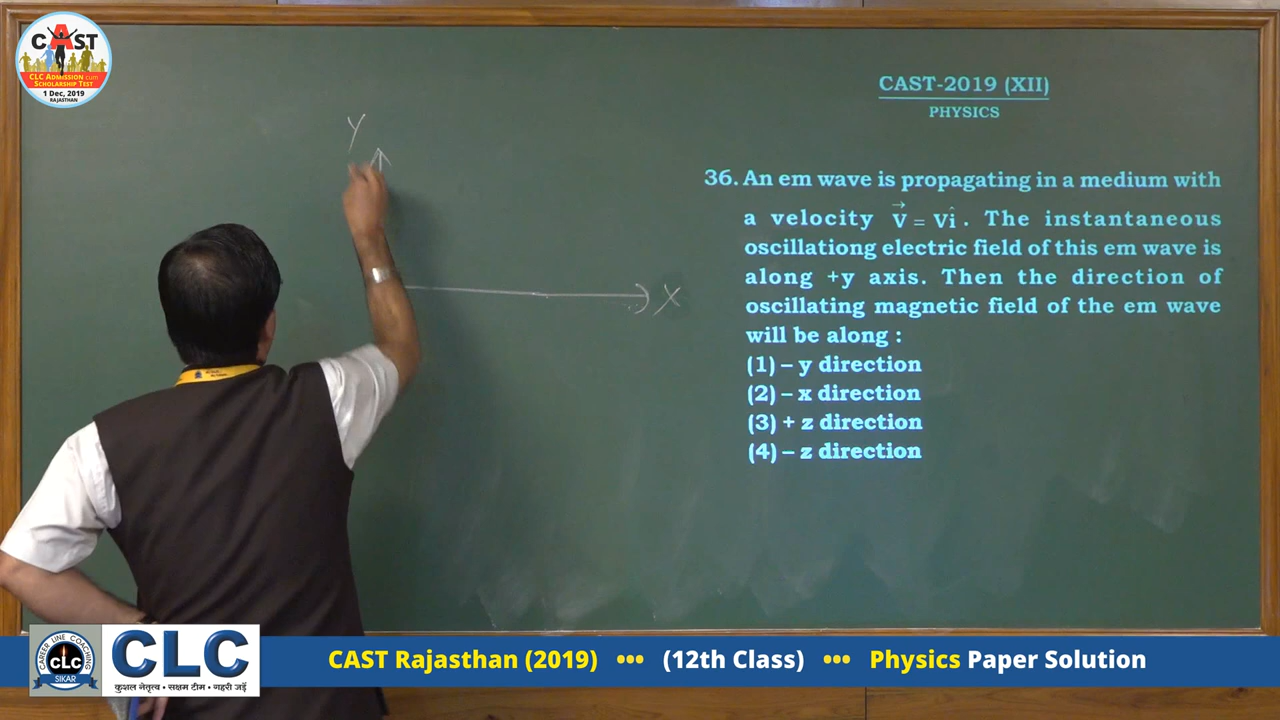 CAST
CLC ADMISSION cum
SCHOLARSHIP TEST
1 Dec, 2019
RAJASTHAN
Y
X
CAST-2019 (XII)
PHYSICS
36. An em wave is propagating in a medium with
a velocity V⃗ = Vî . The instantaneous
oscillationg electric field of this em wave is
along +y axis. Then the direction of
oscillating magnetic field of the em wave
will be along :
(1) – y direction
(2) – x direction
(3) + z direction
(4) – z direction
CAREER LINE COACHING
CLC
SIKAR
CLC
कुशल नेतृत्व • सक्षम टीम • गहरी जड़ें
CAST Rajasthan (2019) ••• (12th Class) ••• Physics Paper Solution